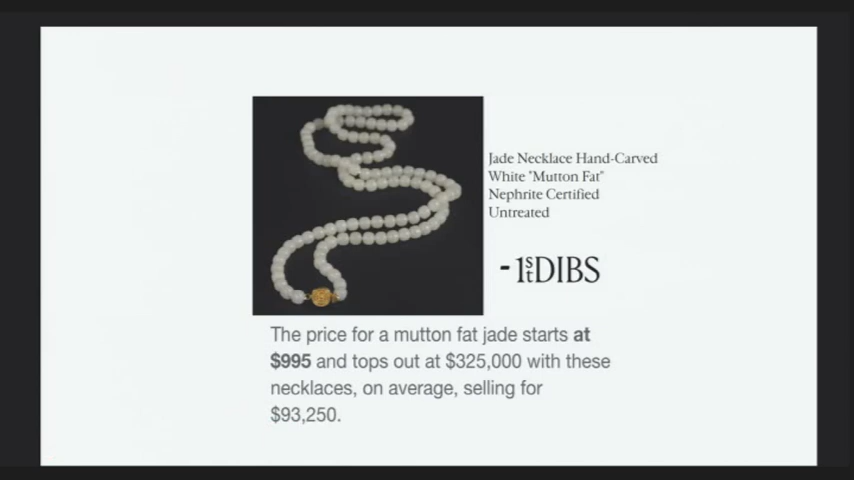 Jade Necklace Hand-Carved
White "Mutton Fat"
Nephrite Certified
Untreated
-1stDIBS
The price for a mutton fat jade starts at
$995 and tops out at $325,000 with these
necklaces, on average, selling for
$93,250.